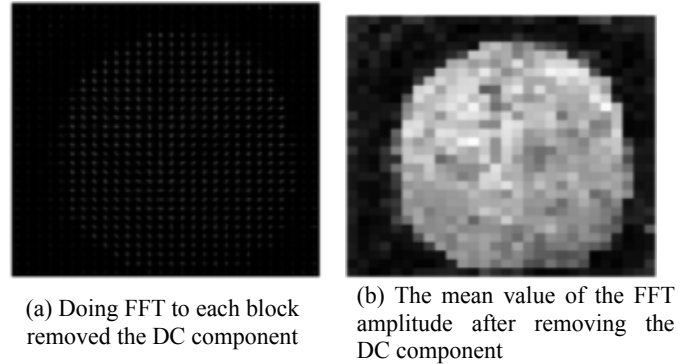 (a) Doing FFT to each block
removed the DC component
(b) The mean value of the FFT
amplitude after removing the
DC component